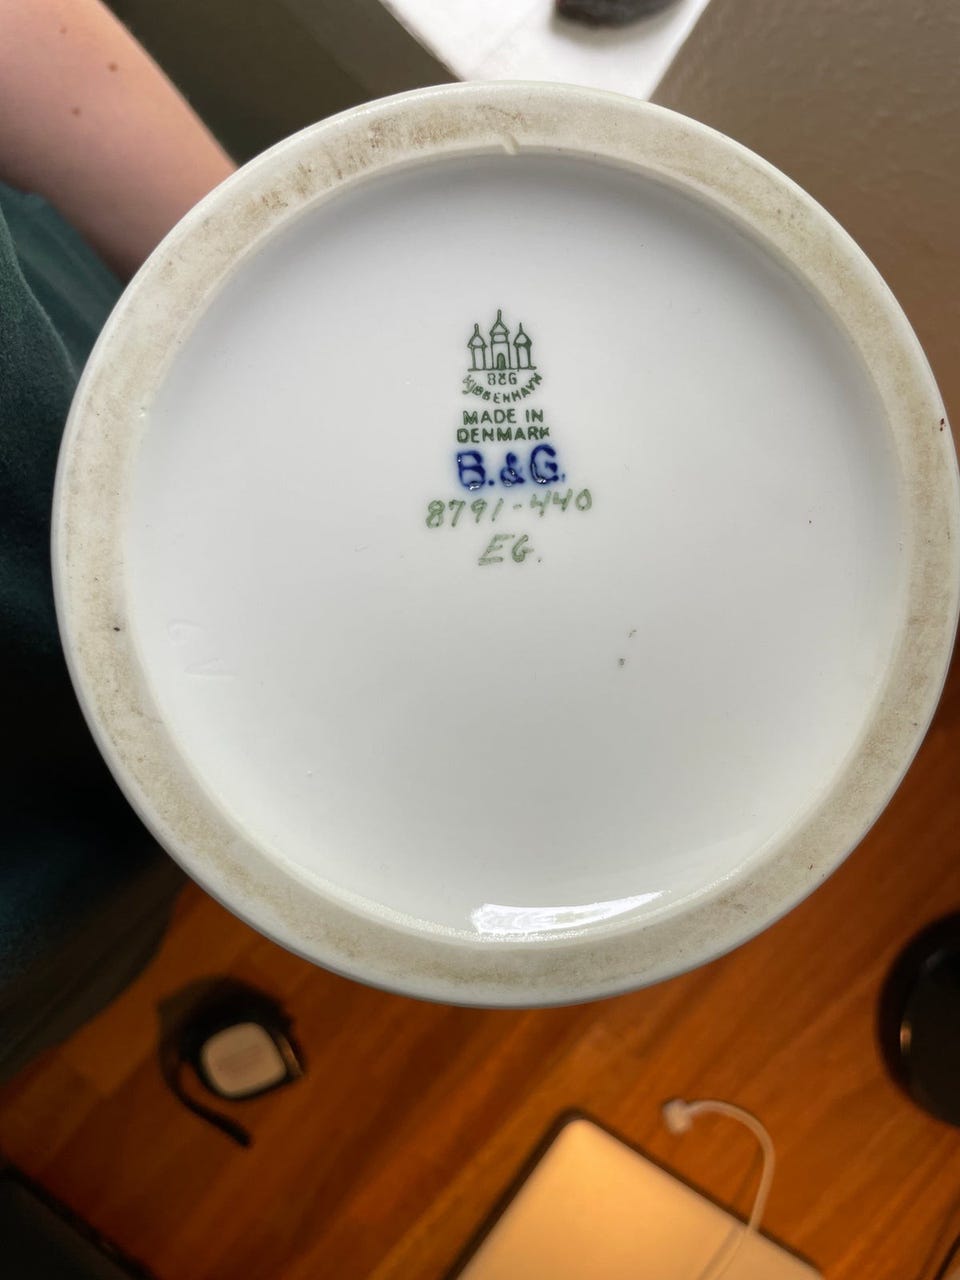 B&G
KJØBENHAVN
MADE IN
DENMARK
B.&G.
8791-440
EG.